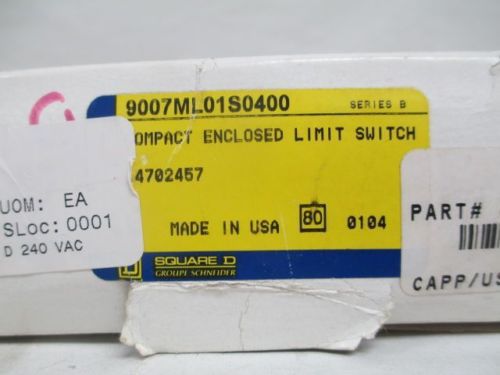 9007ML01S0400 SERIES B
OMPACT ENCLOSED LIMIT SWITCH
4702457
MADE IN USA 80 0104
SQUARE D
GROUPE SCHNEIDER
UOM: EA
SLoc: 0001
D 240 VAC
PART#
CAPP/US